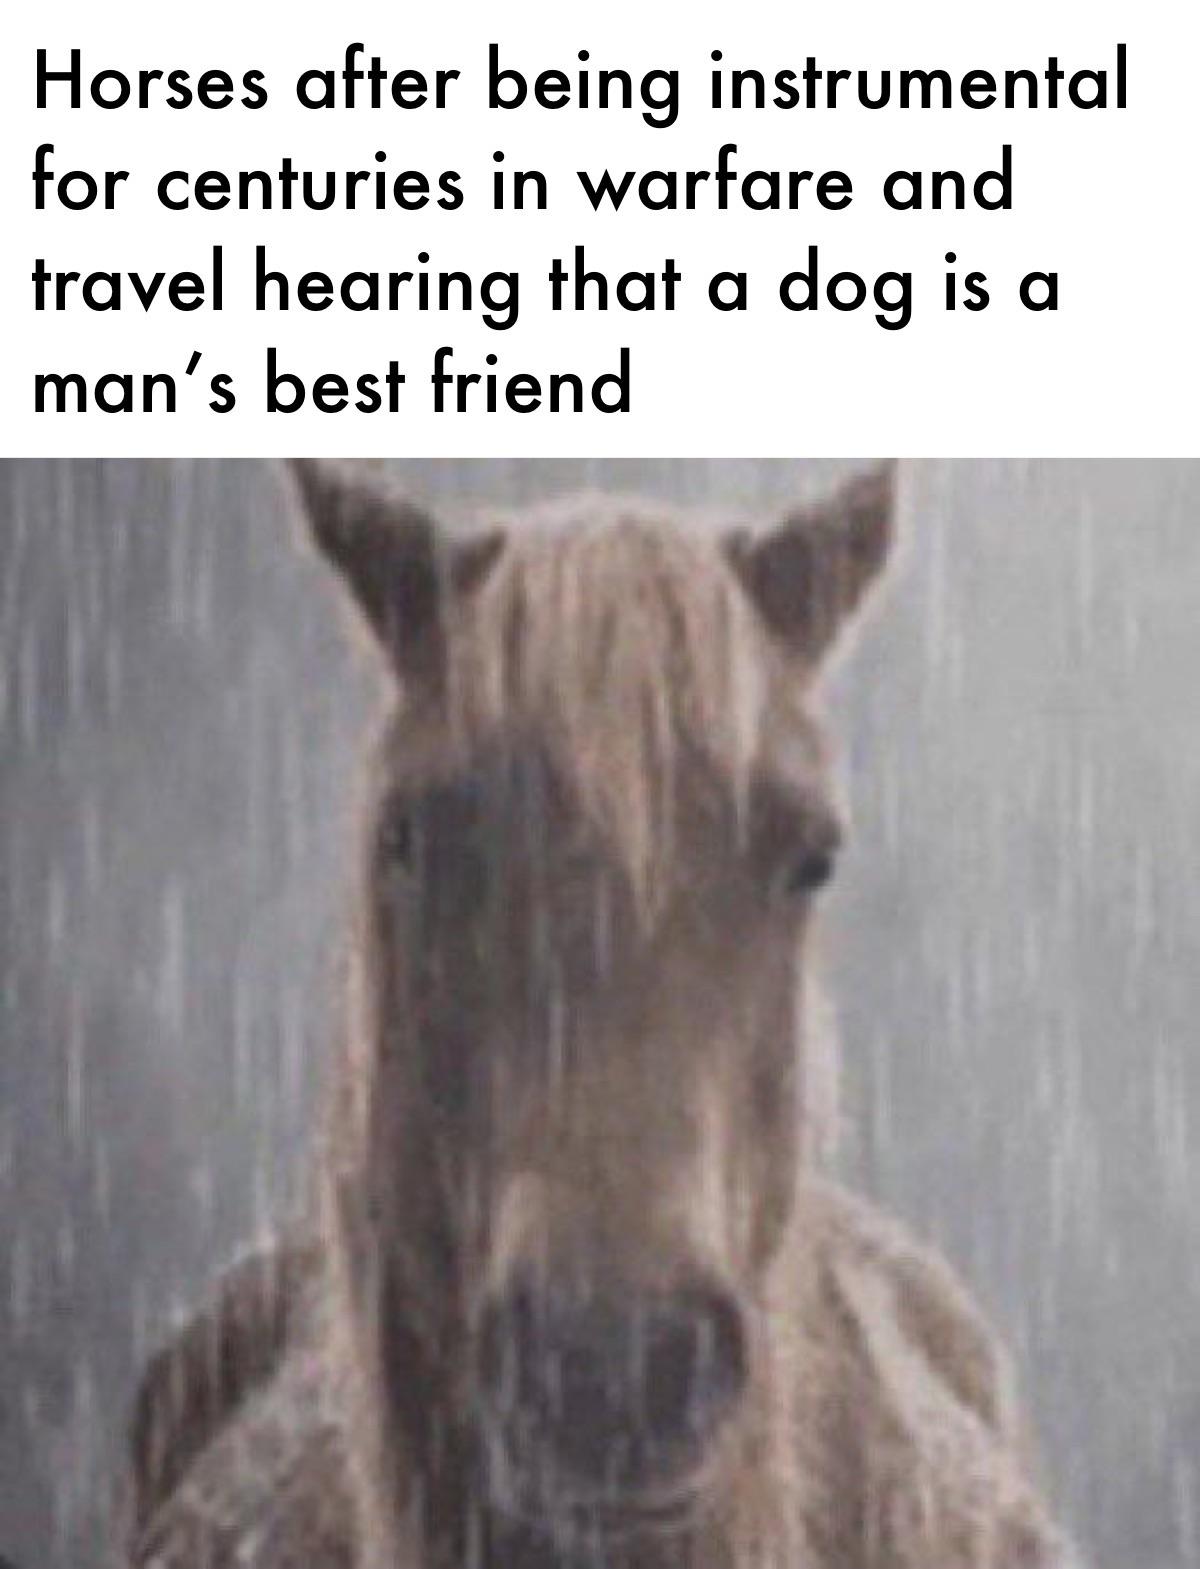 Horses after being instrumental
for centuries in warfare and
travel hearing that a dog is a
man's best friend